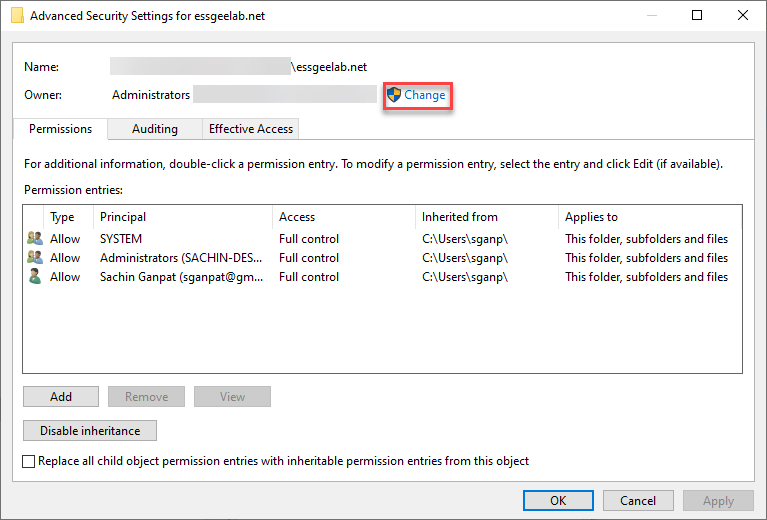 Advanced Security Settings for essgeelab.net
Name: \essgeelab.net
Owner: Administrators Change
Permissions Auditing Effective Access
For additional information, double-click a permission entry. To modify a permission entry, select the entry and click Edit (if available).
Permission entries:
Type Principal Access Inherited from Applies to
Allow SYSTEM Full control C:\Users\sganp\ This folder, subfolders and files
Allow Administrators (SACHIN-DES... Full control C:\Users\sganp\ This folder, subfolders and files
Allow Sachin Ganpat (sganpat@gm... Full control C:\Users\sganp\ This folder, subfolders and files
Add Remove View
Disable inheritance
Replace all child object permission entries with inheritable permission entries from this object
OK Cancel Apply